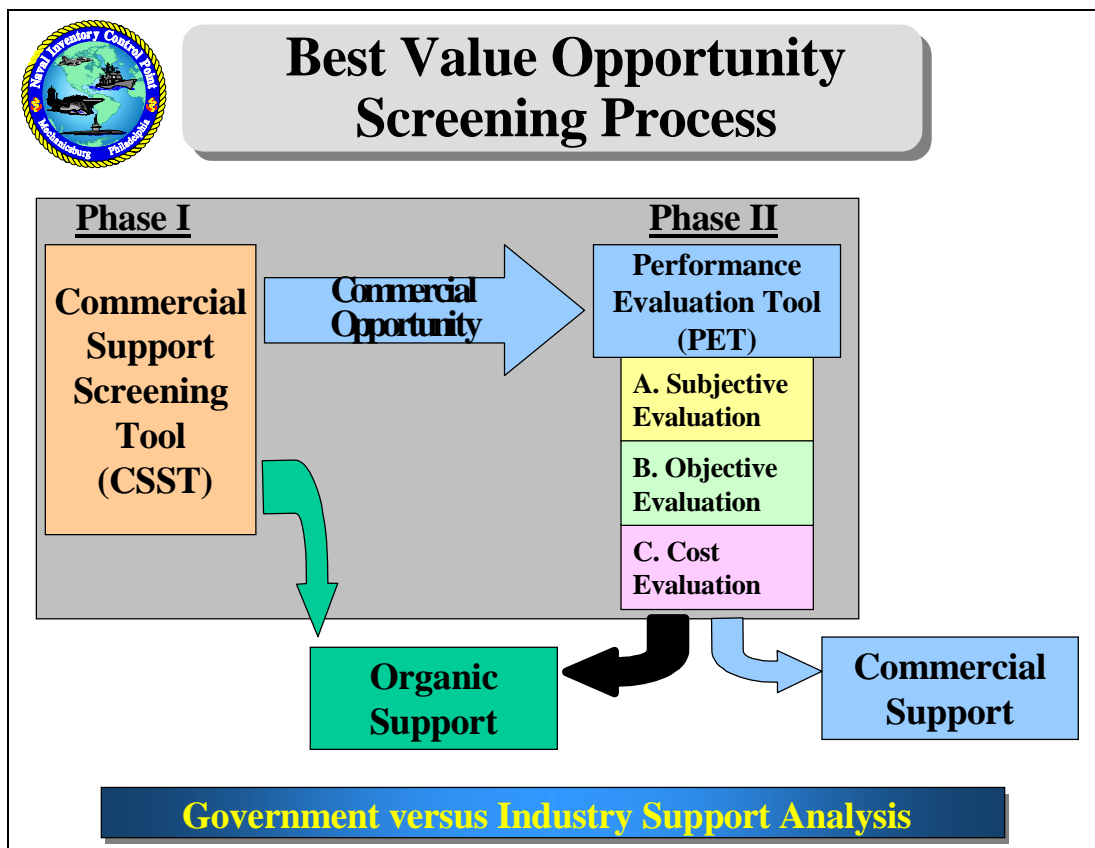 Naval Inventory Control Point
Mechanicsburg Philadelphia
Best Value Opportunity
Screening Process
Phase I
Commercial
Support
Screening
Tool
(CSST)
Commercial
Opportunity
Phase II
Performance
Evaluation Tool
(PET)
A. Subjective
Evaluation
B. Objective
Evaluation
C. Cost
Evaluation
Organic
Support
Commercial
Support
Government versus Industry Support Analysis